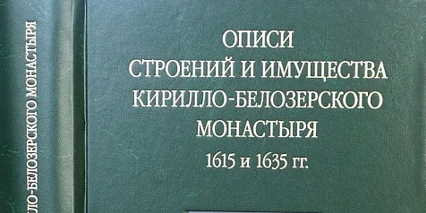 ОПИСИ
СТРОЕНИЙ И ИМУЩЕСТВА
КИРИЛЛО-БЕЛОЗЕРСКОГО
МОНАСТЫРЯ
1615 и 1635 гг.
ЛО-БЕЛОЗЕРСКОГО МОНАСТЫРЯ